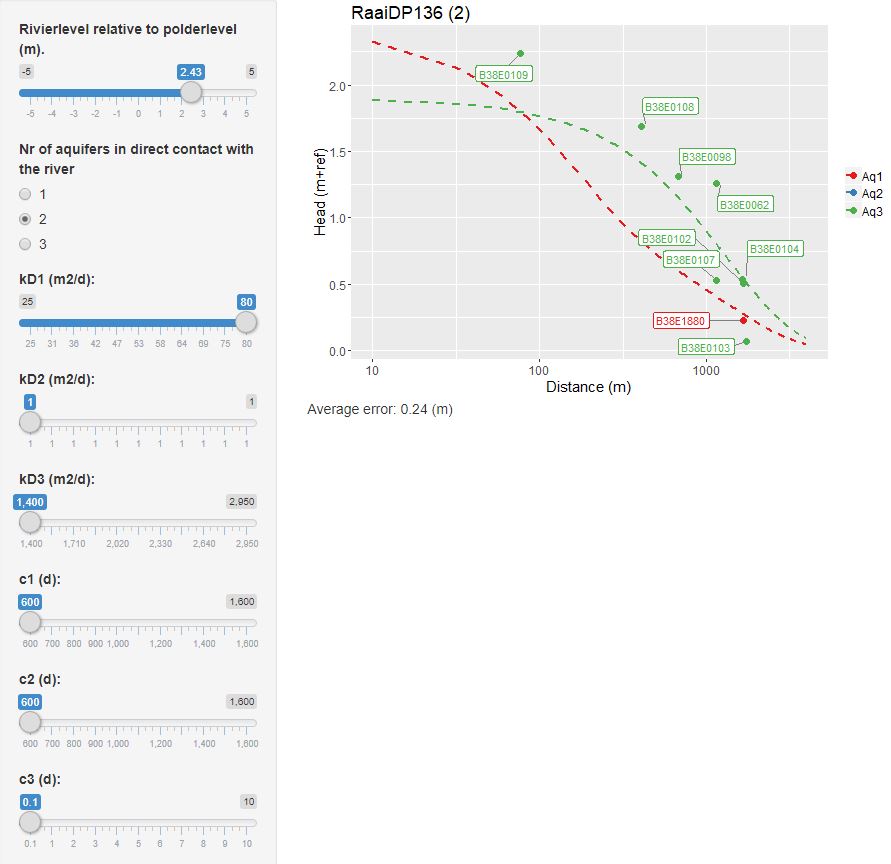 Rivierlevel relative to polderlevel
(m).
-5 2.43 5
-5 -4 -3 -2 -1 0 1 2 3 4 5
Nr of aquifers in direct contact with
the river
1
2
3
kD1 (m2/d):
25 80
25 31 36 42 47 53 58 64 69 75 80
kD2 (m2/d):
1 1
1 1 1 1 1 1 1 1 1 1 1
kD3 (m2/d):
1,400 2,950
1,400 1,710 2,020 2,330 2,640 2,950
c1 (d):
600 1,600
600 700 800 900 1,000 1,200 1,400 1,600
c2 (d):
600 1,600
600 700 800 900 1,000 1,200 1,400 1,600
c3 (d):
0.1 10
0.1 1 2 3 4 5 6 7 8 9 10
RaaiDP136 (2)
Head (m+ref)
2.0
1.5
1.0
0.5
0.0
B38E0109
B38E0108
B38E0098
B38E0062
B38E0102
B38E0104
B38E0107
B38E1880
B38E0103
10 100 1000
Distance (m)
Aq1
Aq2
Aq3
Average error: 0.24 (m)